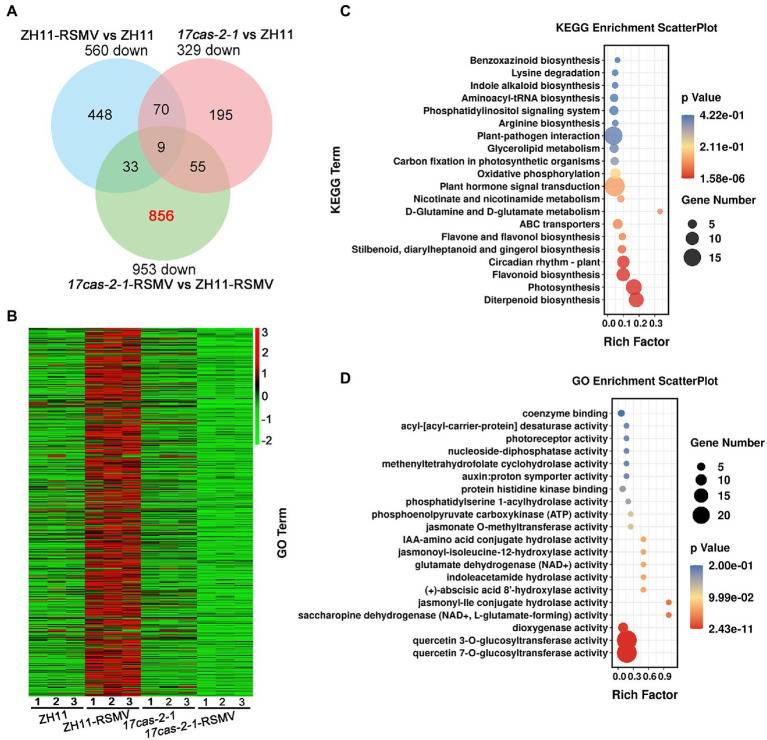 A
ZH11-RSMV vs ZH11
560 down
17cas-2-1 vs ZH11
329 down
448
70
195
9
33
55
856
953 down
17cas-2-1-RSMV vs ZH11-RSMV
B
3
2
1
0
-1
-2
1 2 3 1 2 3 1 2 3 1 2 3
ZH11
ZH11-RSMV
17cas-2-1
17cas-2-1-RSMV
C
KEGG Enrichment ScatterPlot
KEGG Term
Benzoxazinoid biosynthesis
Lysine degradation
Indole alkaloid biosynthesis
Aminoacyl-tRNA biosynthesis
Phosphatidylinositol signaling system
Arginine biosynthesis
Plant-pathogen interaction
Glycerolipid metabolism
Carbon fixation in photosynthetic organisms
Oxidative phosphorylation
Plant hormone signal transduction
Nicotinate and nicotinamide metabolism
D-Glutamine and D-glutamate metabolism
ABC transporters
Flavone and flavonol biosynthesis
Stilbenoid, diarylheptanoid and gingerol biosynthesis
Circadian rhythm - plant
Flavonoid biosynthesis
Photosynthesis
Diterpenoid biosynthesis
0.0 0.1 0.2 0.3
Rich Factor
p Value
4.22e-01
2.11e-01
1.58e-06
Gene Number
5
10
15
D
GO Enrichment ScatterPlot
GO Term
coenzyme binding
acyl-[acyl-carrier-protein] desaturase activity
photoreceptor activity
nucleoside-diphosphatase activity
methenyltetrahydrofolate cyclohydrolase activity
auxin:proton symporter activity
protein histidine kinase binding
phosphatidylserine 1-acylhydrolase activity
phosphoenolpyruvate carboxykinase (ATP) activity
jasmonate O-methyltransferase activity
IAA-amino acid conjugate hydrolase activity
jasmonoyl-isoleucine-12-hydroxylase activity
glutamate dehydrogenase (NAD+) activity
indoleacetamide hydrolase activity
(+)-abscisic acid 8'-hydroxylase activity
jasmonyl-Ile conjugate hydrolase activity
saccharopine dehydrogenase (NAD+, L-glutamate-forming) activity
dioxygenase activity
quercetin 3-O-glucosyltransferase activity
quercetin 7-O-glucosyltransferase activity
0.0 0.3 0.6 0.9
Rich Factor
Gene Number
5
10
15
20
p Value
2.00e-01
9.99e-02
2.43e-11